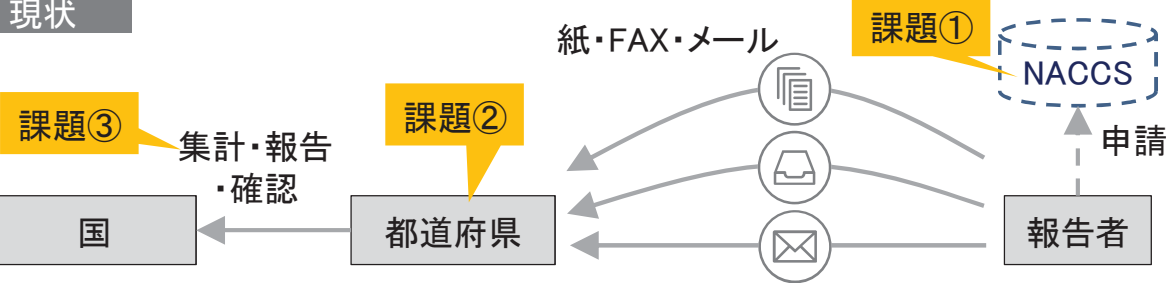 現状
紙・FAX・メール
課題①
NACCS
課題③
課題②
集計・報告
・確認
申請
国
都道府県
報告者